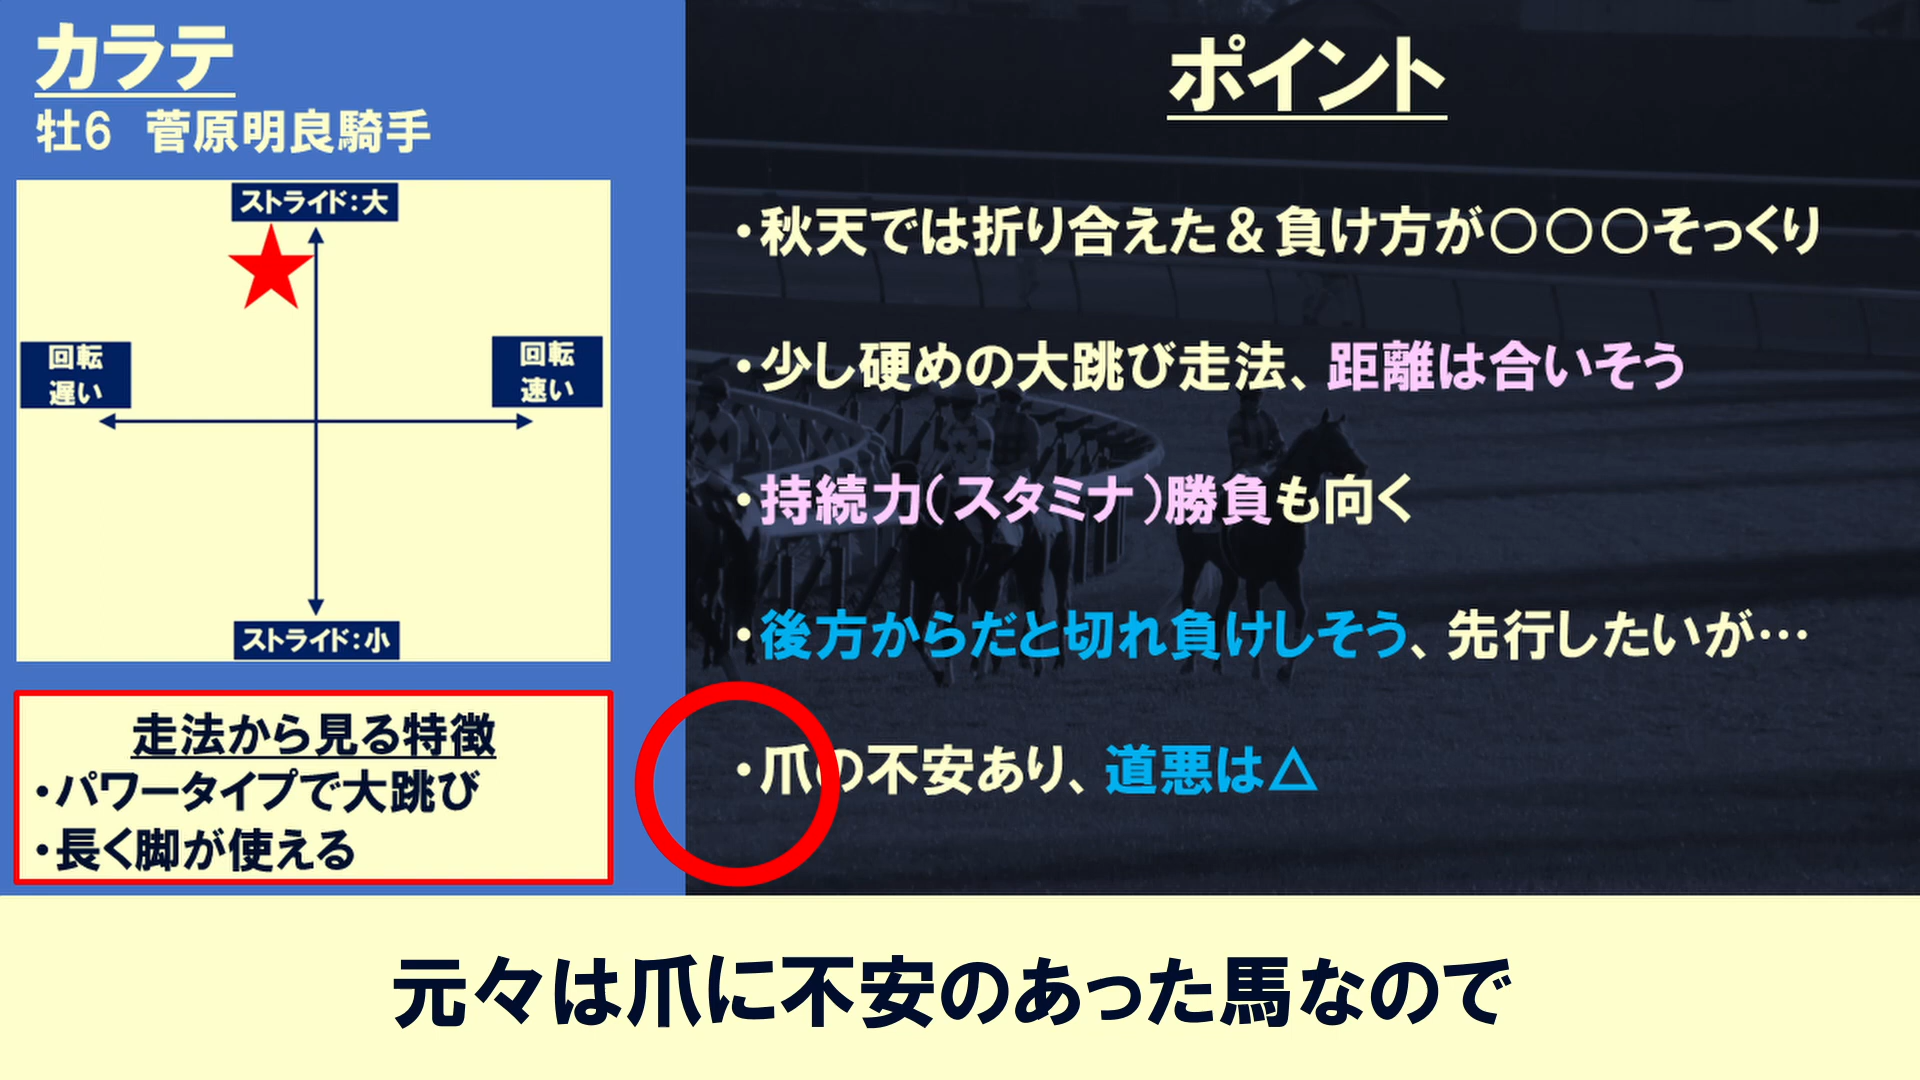 カラテ
牡6 菅原明良騎手
ストライド:大
回転
遅い
回転
速い
ストライド:小
走法から見る特徴
・パワータイプで大跳び
・長く脚が使える
ポイント
・秋天では折り合えた&負け方が〇〇〇そっくり
・少し硬めの大跳び走法、距離は合いそう
・持続力(スタミナ)勝負も向く
・後方からだと切れ負けしそう、先行したいが…
・爪の不安あり、道悪は△
元々は爪に不安のあった馬なので